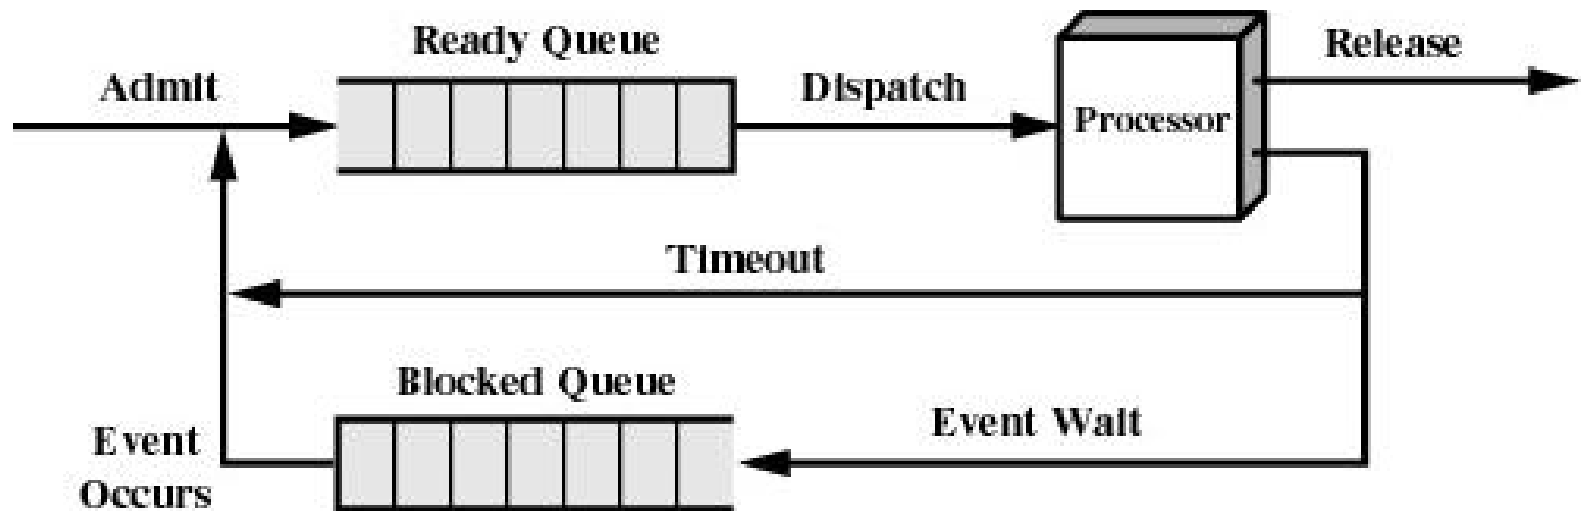 Ready Queue
Release
Admit
Dispatch
Processor
Timeout
Blocked Queue
Event Wait
Event
Occurs